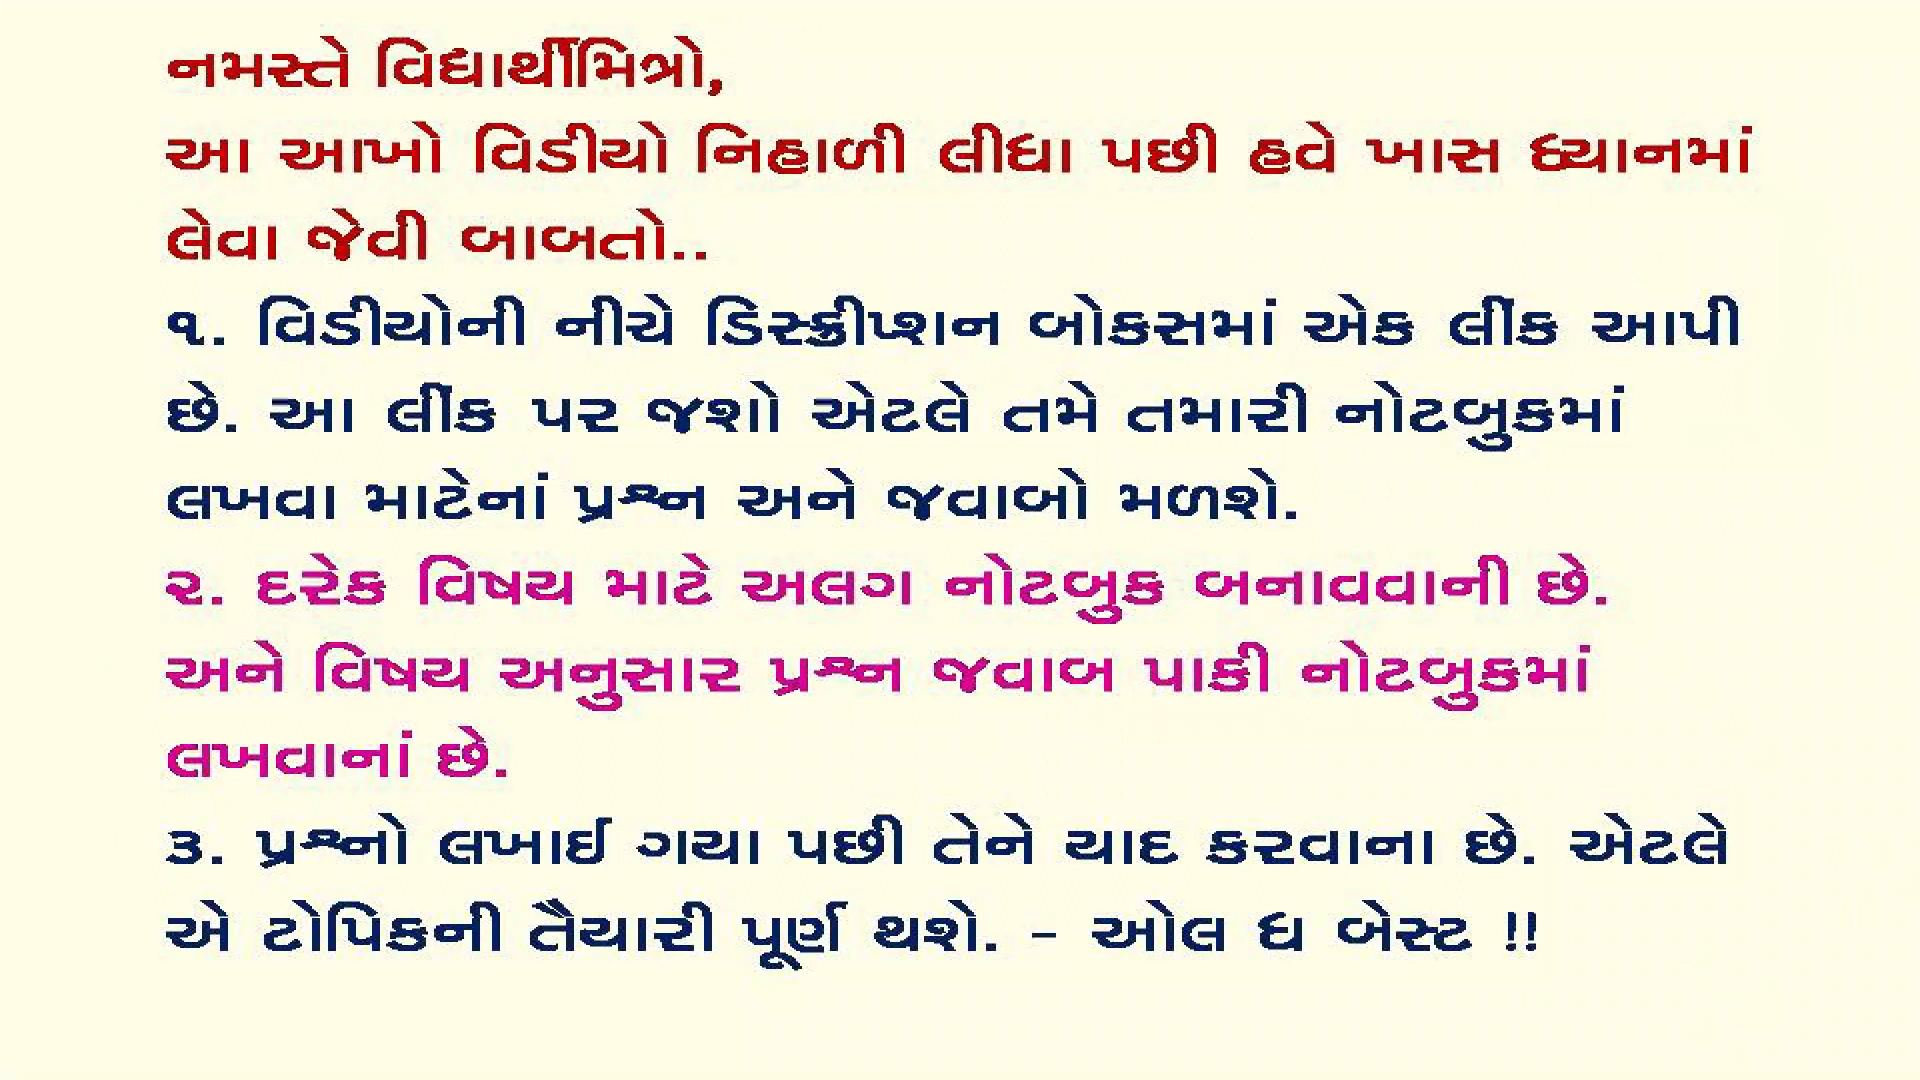 નમસ્તે વિદ્યાર્થીમિત્રો,
આ આખો વિડીયો નિહાળી લીધા પછી હવે ખાસ ધ્યાનમાં
લેવા જેવી બાબતો..
૧. વિડીયોની નીચે ડિસ્ક્રીપ્શન બોકસમાં એક લીંક આપી
છે. આ લીંક પર જશો એટલે તમે તમારી નોટબુકમાં
લખવા માટેનાં પ્રશ્ન અને જવાબો મળશે.
૨. દરેક વિષય માટે અલગ નોટબુક બનાવવાની છે.
અને વિષય અનુસાર પ્રશ્ન જવાબ પાકી નોટબુકમાં
લખવાનાં છે.
૩. પ્રશ્નો લખાઈ ગયા પછી તેને યાદ કરવાના છે. એટલે
એ ટોપિકની તૈયારી પૂર્ણ થશે. - ઓલ ધ બેસ્ટ !!